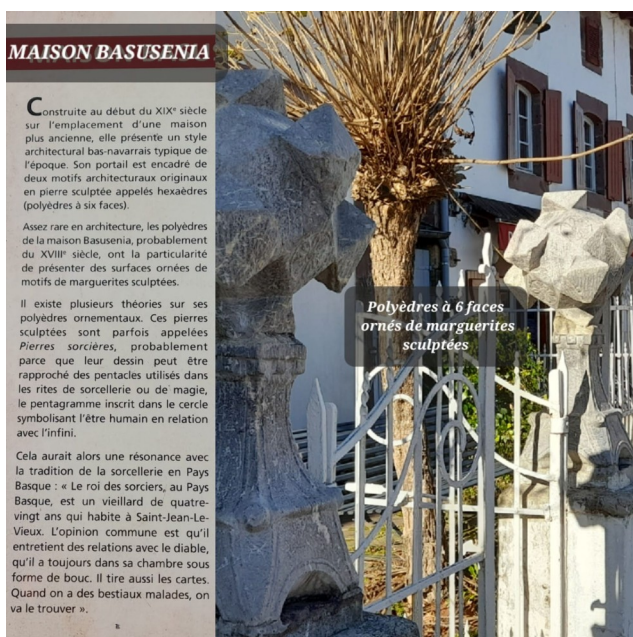 MAISON BASUSENIA
Construite au début du XIXᵉ siècle
sur l'emplacement d'une maison
plus ancienne, elle présente un style
architectural bas-navarrais typique de
l'époque. Son portail est encadré de
deux motifs architecturaux originaux
en pierre sculptée appelés hexaèdres
(polyèdres à six faces).
Assez rare en architecture, les polyèdres
de la maison Basusenia, probablement
du XVIIIᵉ siècle, ont la particularité
de présenter des surfaces ornées de
motifs de marguerites sculptées.
Il existe plusieurs théories sur ses
polyèdres ornementaux. Ces pierres
sculptées sont parfois appelées
Pierres sorcières, probablement
parce que leur dessin peut être
rapproché des pentacles utilisés dans
les rites de sorcellerie ou de magie,
le pentagramme inscrit dans le cercle
symbolisant l'être humain en relation
avec l'infini.
Cela aurait alors une résonance avec
la tradition de la sorcellerie en Pays
Basque : « Le roi des sorciers, au Pays
Basque, est un vieillard de quatre-
vingt ans qui habite à Saint-Jean-Le-
Vieux. L'opinion commune est qu'il
entretient des relations avec le diable,
qu'il a toujours dans sa chambre sous
forme de bouc. Il tire aussi les cartes.
Quand on a des bestiaux malades, on
va le trouver ».
Polyèdres à 6 faces
ornés de marguerites
sculptées